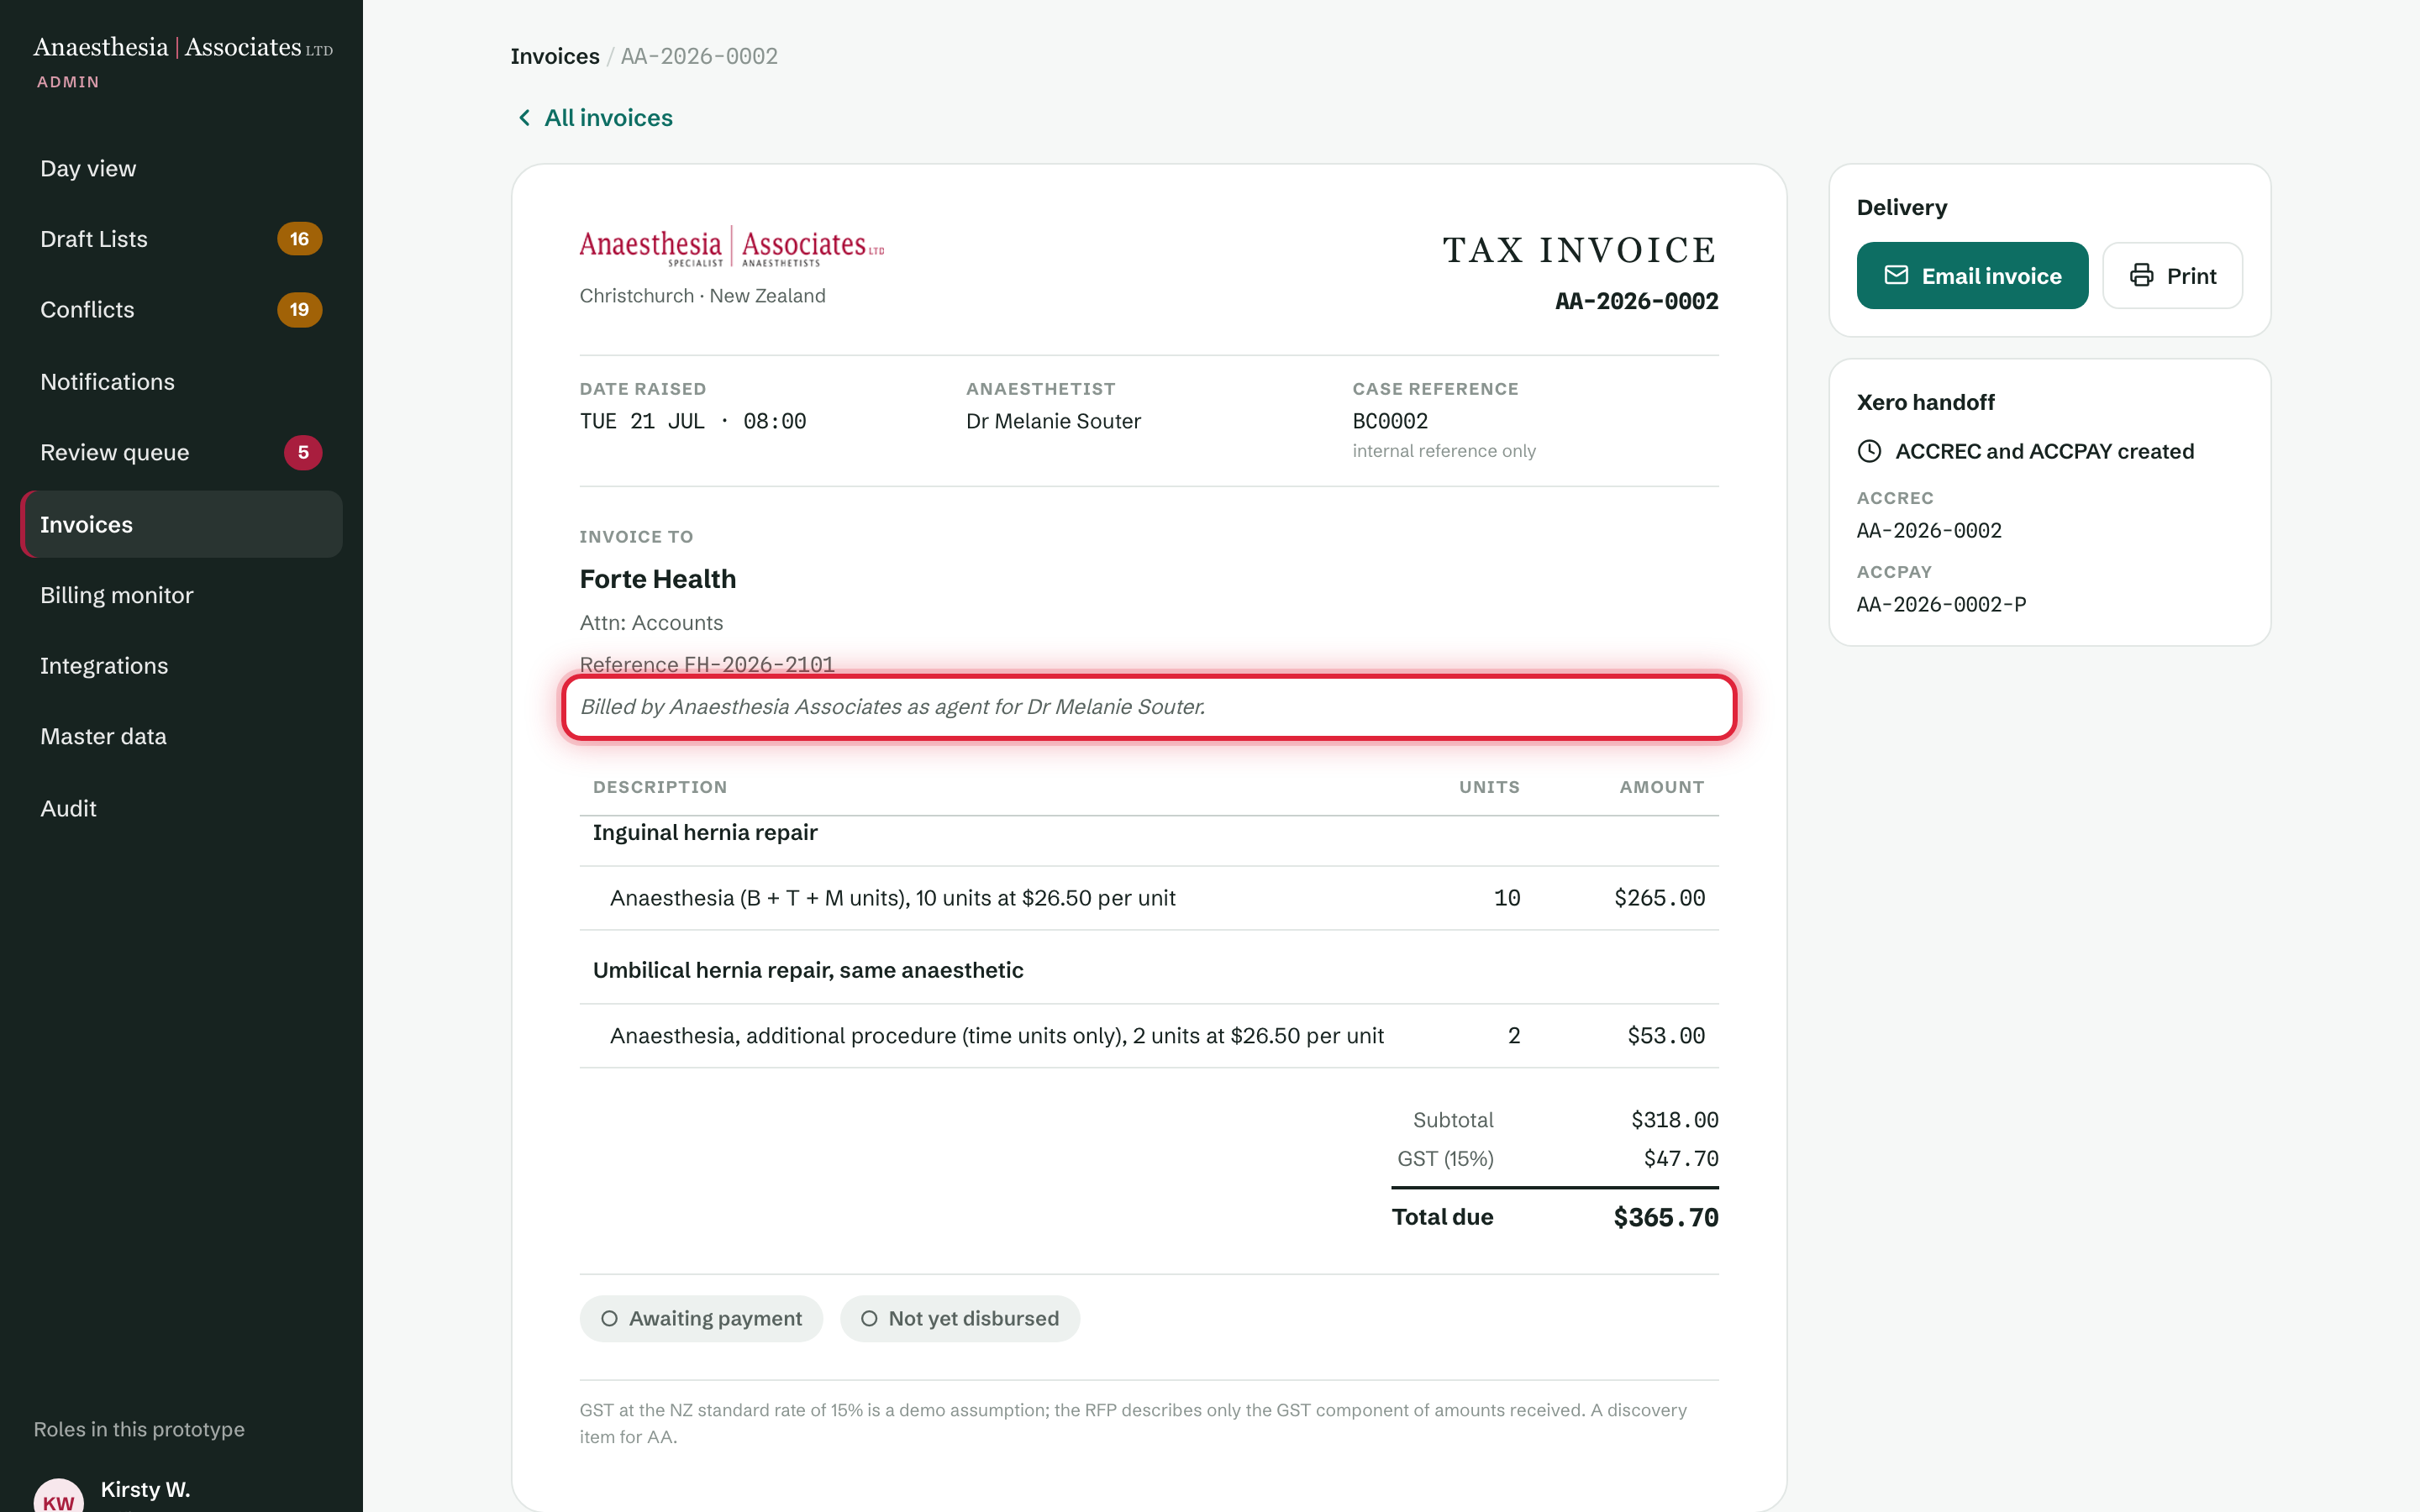 Anaesthesia | Associates LTD
ADMIN
Day view
Draft Lists 16
Conflicts 19
Notifications
Review queue 5
Invoices
Billing monitor
Integrations
Master data
Audit
Roles in this prototype
KW Kirsty W.
Invoices / AA-2026-0002
All invoices
Anaesthesia | Associates LTD
SPECIALIST ANAESTHETISTS
Christchurch · New Zealand
TAX INVOICE
AA-2026-0002
DATE RAISED
TUE 21 JUL · 08:00
ANAESTHETIST
Dr Melanie Souter
CASE REFERENCE
BC0002
internal reference only
INVOICE TO
Forte Health
Attn: Accounts
Reference FH-2026-2101
Billed by Anaesthesia Associates as agent for Dr Melanie Souter.
DESCRIPTION UNITS AMOUNT
Inguinal hernia repair
Anaesthesia (B + T + M units), 10 units at $26.50 per unit 10 $265.00
Umbilical hernia repair, same anaesthetic
Anaesthesia, additional procedure (time units only), 2 units at $26.50 per unit 2 $53.00
Subtotal $318.00
GST (15%) $47.70
Total due $365.70
Awaiting payment
Not yet disbursed
GST at the NZ standard rate of 15% is a demo assumption; the RFP describes only the GST component of amounts received. A discovery
item for AA.
Delivery
Email invoice
Print
Xero handoff
ACCREC and ACCPAY created
ACCREC
AA-2026-0002
ACCPAY
AA-2026-0002-P